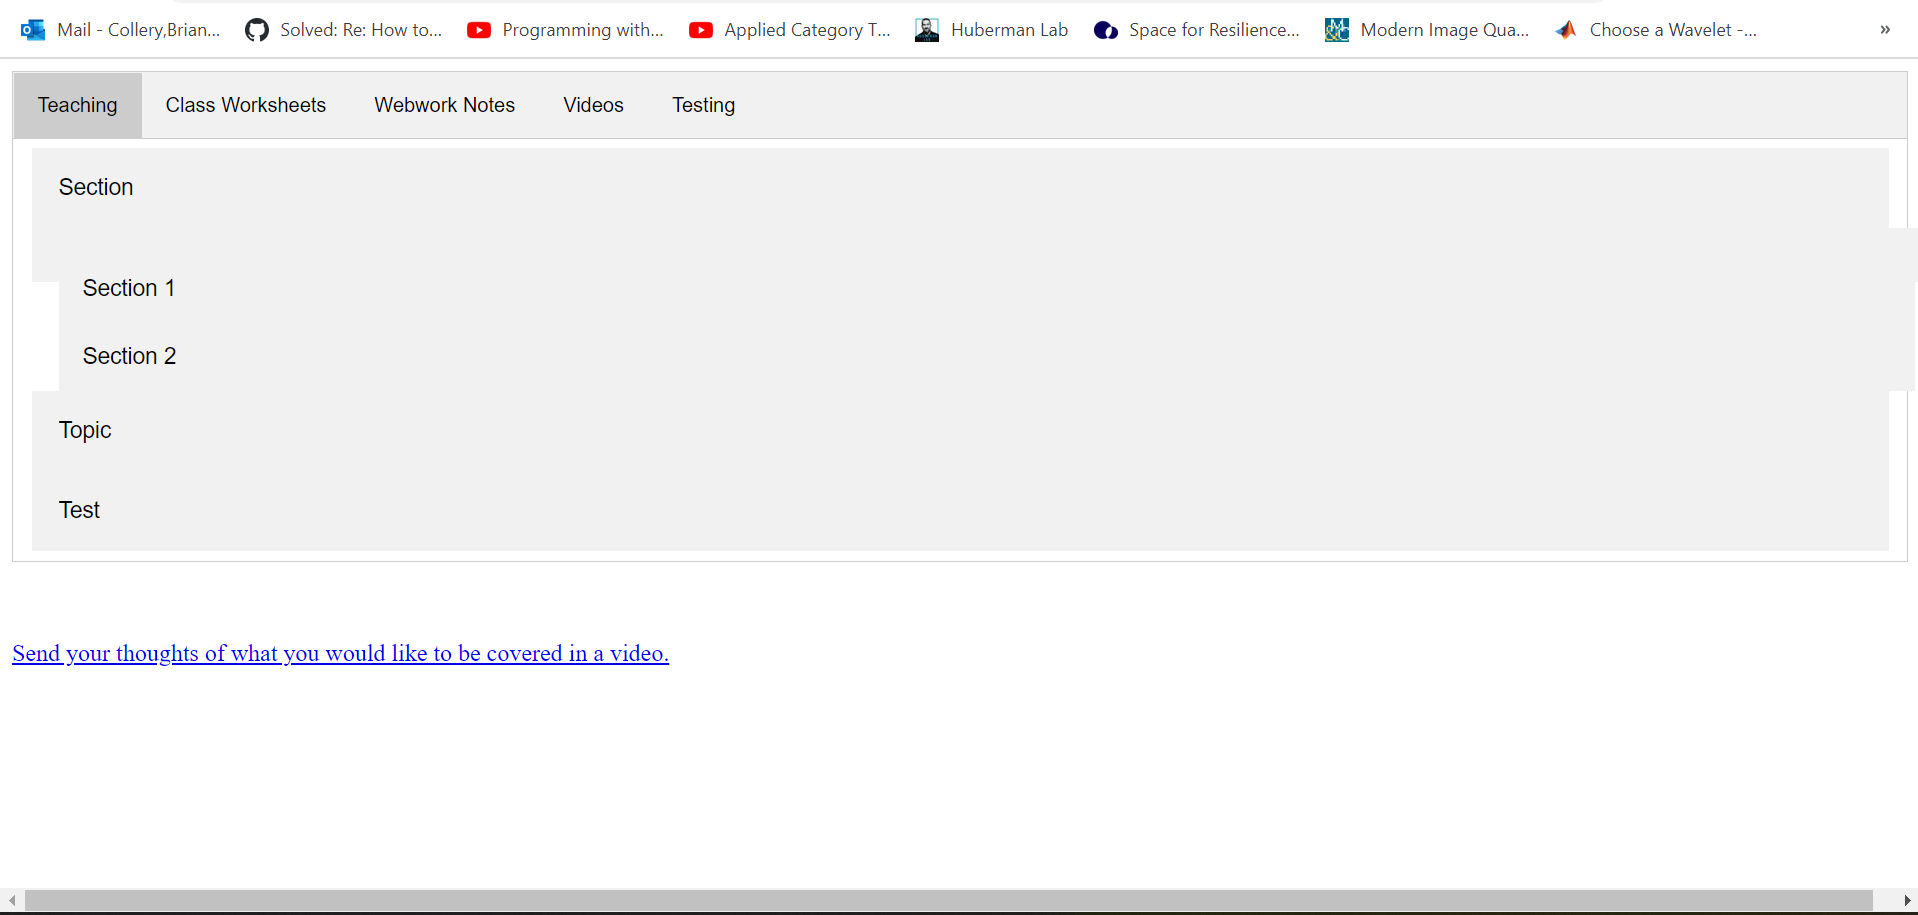 Mail - Collery,Brian... Solved: Re: How to... Programming with... Applied Category T... Huberman Lab Space for Resilience... Modern Image Qua... Choose a Wavelet -... »
Teaching Class Worksheets Webwork Notes Videos Testing
Section
Section 1
Section 2
Topic
Test
Send your thoughts of what you would like to be covered in a video.